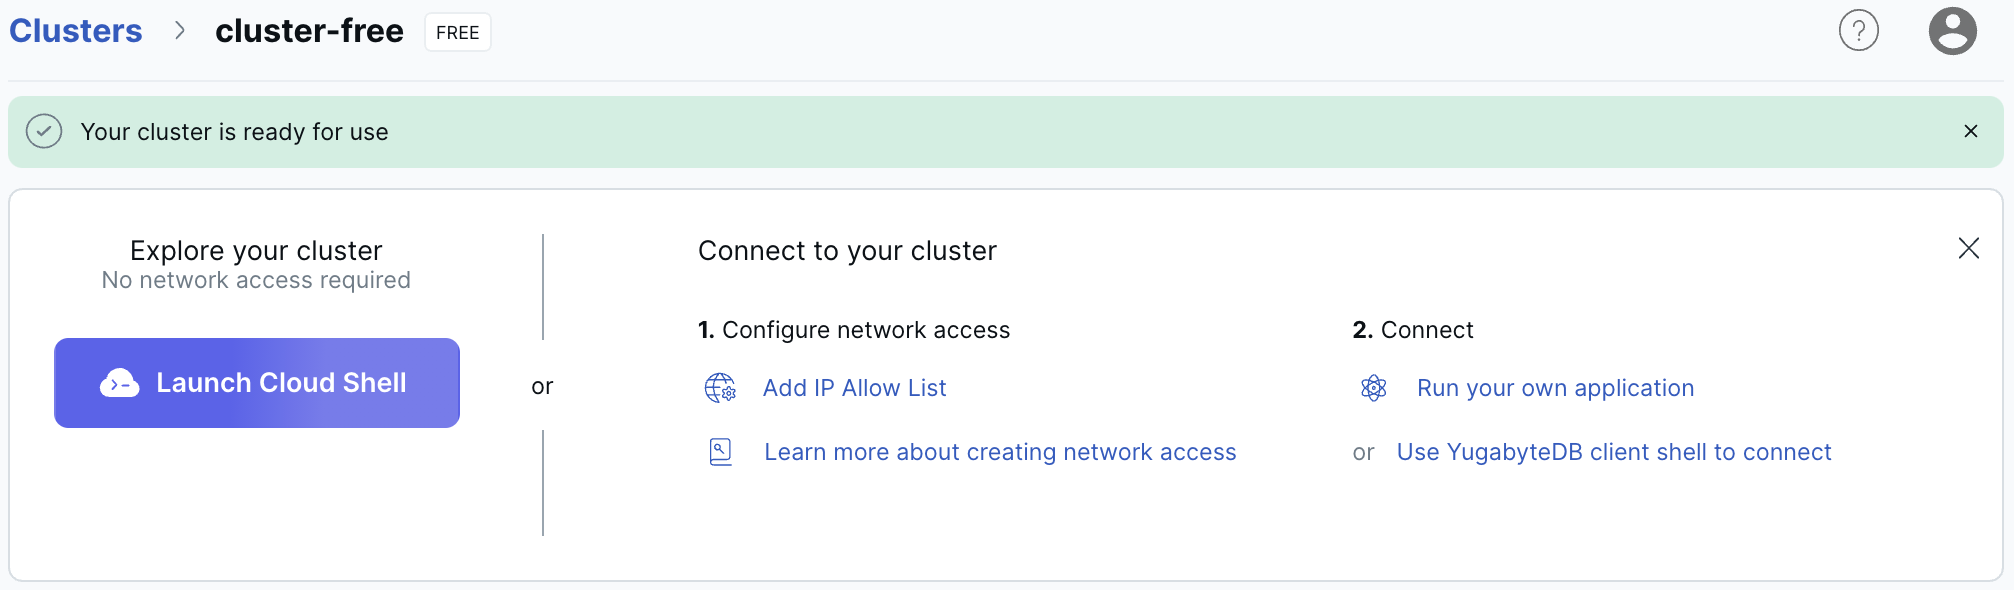 Clusters > cluster-free FREE
Your cluster is ready for use
Explore your cluster
No network access required
Launch Cloud Shell
or
Connect to your cluster
1. Configure network access
Add IP Allow List
Learn more about creating network access
2. Connect
Run your own application
or Use YugabyteDB client shell to connect